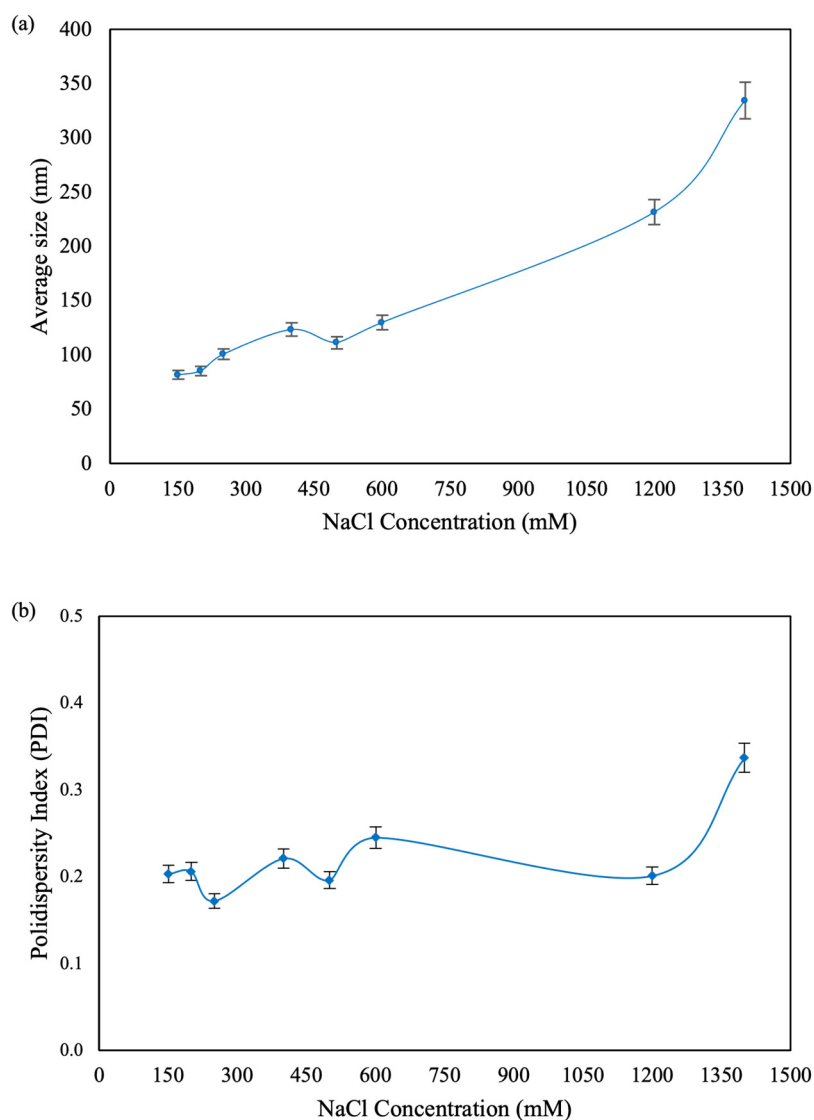 (a)
400
350
300
250
200
150
100
50
0
Average size (nm)
0 150 300 450 600 750 900 1050 1200 1350 1500
NaCl Concentration (mM)
(b)
0.5
0.4
0.3
0.2
0.1
0.0
Polidispersity Index (PDI)
0 150 300 450 600 750 900 1050 1200 1350 1500
NaCl Concentration (mM)